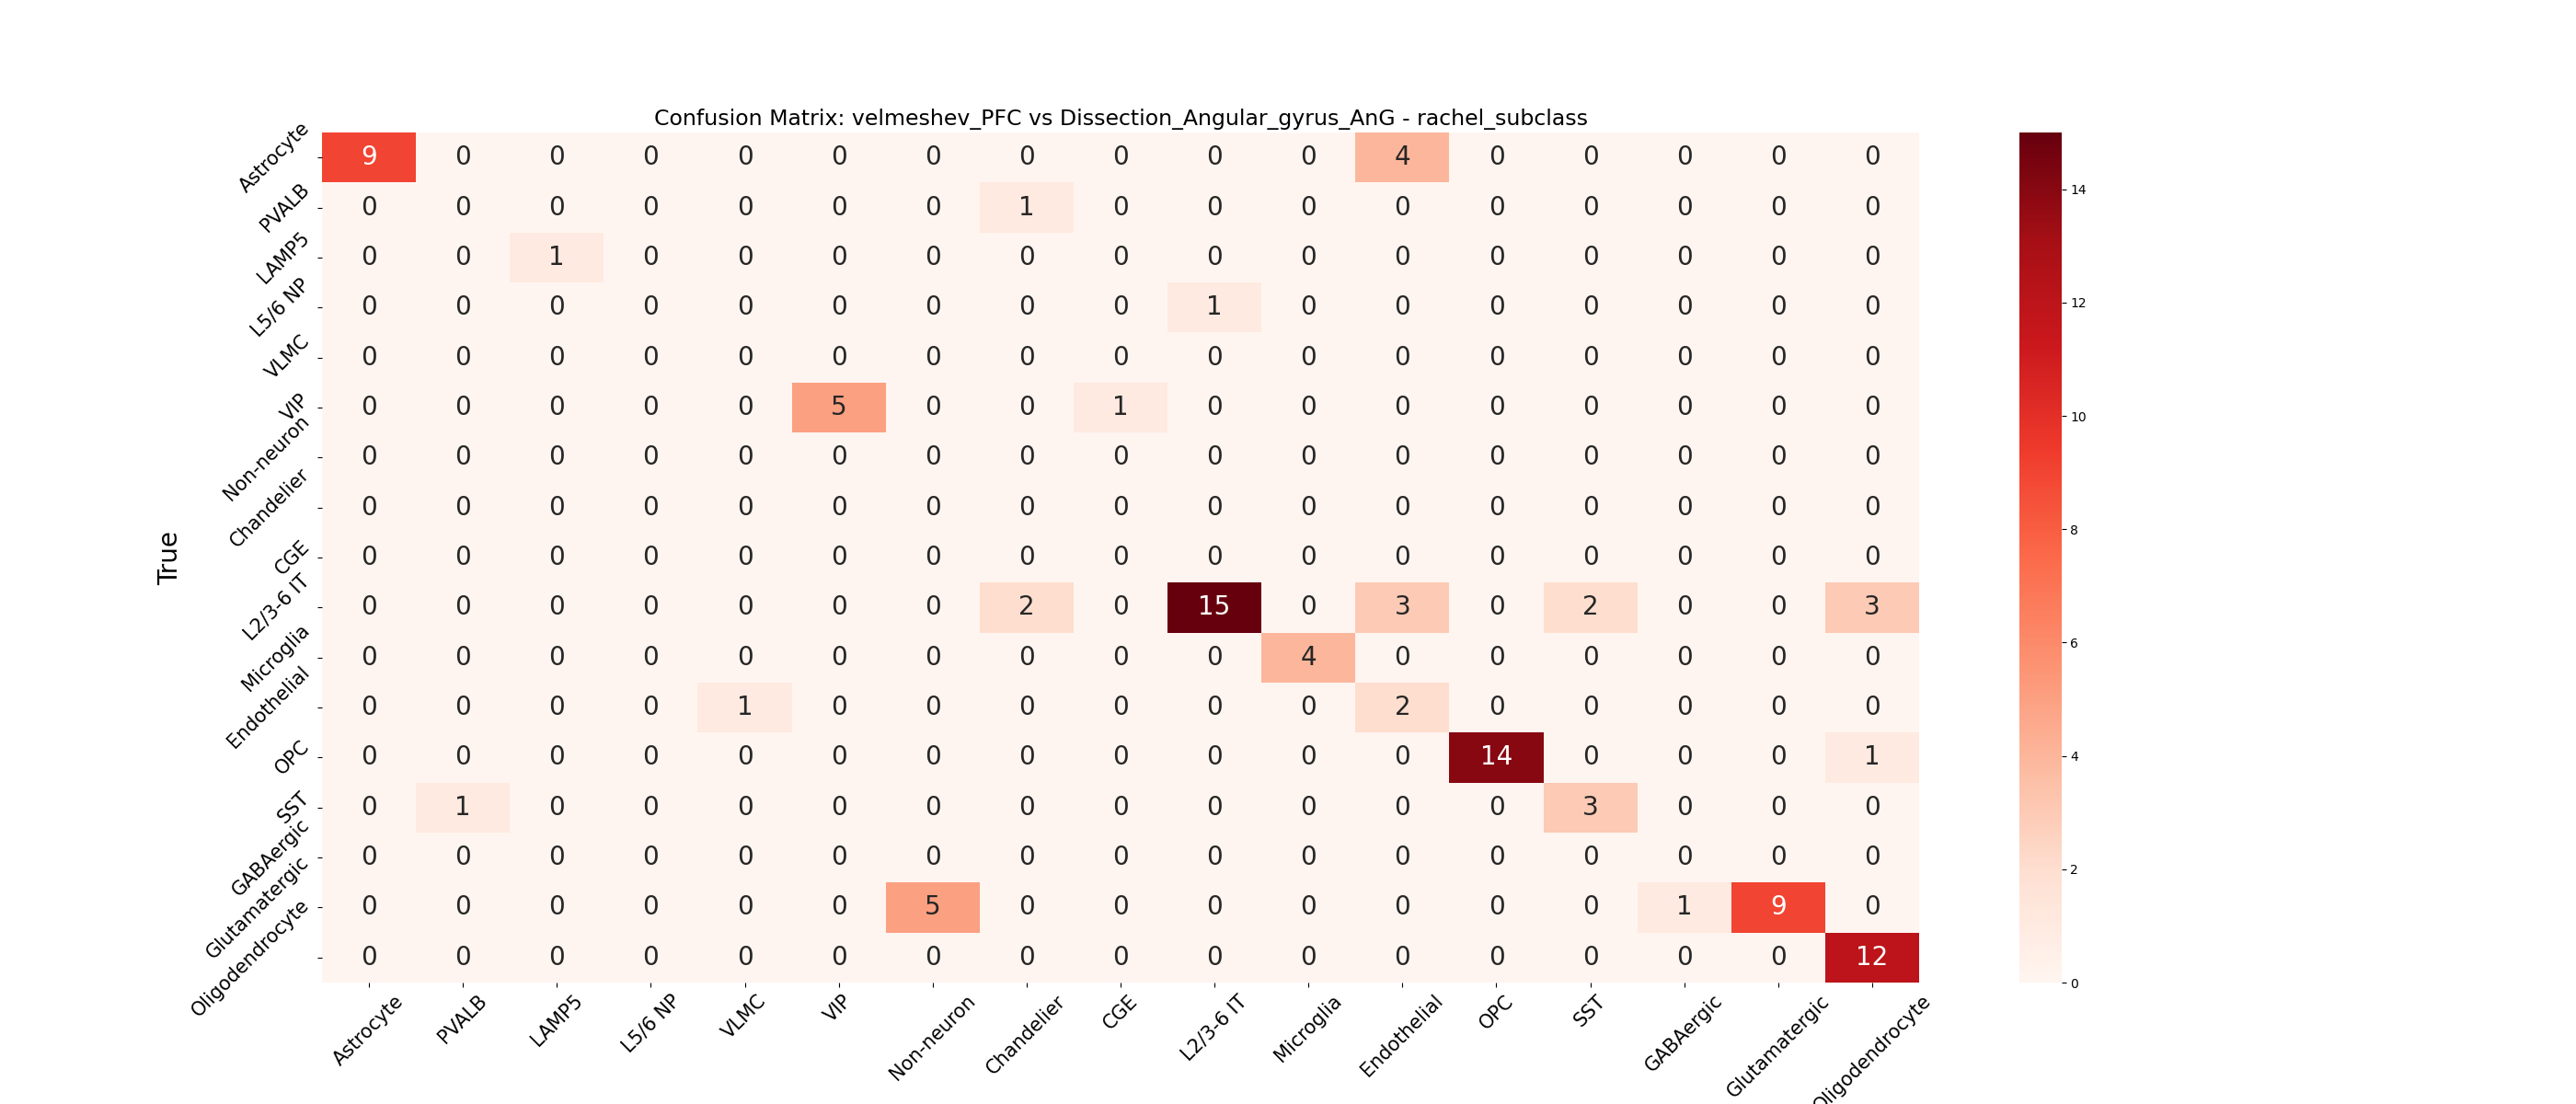 Confusion Matrix: velmeshev_PFC vs Dissection_Angular_gyrus_AnG - rachel_subclass
True
Astrocyte 9 0 0 0 0 0 0 0 0 0 0 4 0 0 0 0 0
PVALB 0 0 0 0 0 0 0 1 0 0 0 0 0 0 0 0 0
LAMP5 0 0 1 0 0 0 0 0 0 0 0 0 0 0 0 0 0
L5/6 NP 0 0 0 0 0 0 0 0 0 1 0 0 0 0 0 0 0
VLMC 0 0 0 0 0 0 0 0 0 0 0 0 0 0 0 0 0
VIP 0 0 0 0 0 5 0 0 1 0 0 0 0 0 0 0 0
Non-neuron 0 0 0 0 0 0 0 0 0 0 0 0 0 0 0 0 0
Chandelier 0 0 0 0 0 0 0 0 0 0 0 0 0 0 0 0 0
CGE 0 0 0 0 0 0 0 0 0 0 0 0 0 0 0 0 0
L2/3-6 IT 0 0 0 0 0 0 0 2 0 15 0 3 0 2 0 0 3
Microglia 0 0 0 0 0 0 0 0 0 0 4 0 0 0 0 0 0
Endothelial 0 0 0 0 1 0 0 0 0 0 0 2 0 0 0 0 0
OPC 0 0 0 0 0 0 0 0 0 0 0 0 14 0 0 0 1
SST 0 1 0 0 0 0 0 0 0 0 0 0 0 3 0 0 0
GABAergic 0 0 0 0 0 0 0 0 0 0 0 0 0 0 0 0 0
Glutamatergic 0 0 0 0 0 0 5 0 0 0 0 0 0 0 1 9 0
Oligodendrocyte 0 0 0 0 0 0 0 0 0 0 0 0 0 0 0 0 12
Astrocyte PVALB LAMP5 L5/6 NP VLMC VIP Non-neuron Chandelier CGE L2/3-6 IT Microglia Endothelial OPC SST GABAergic Glutamatergic Oligodendrocyte
14
12
10
8
6
4
2
0